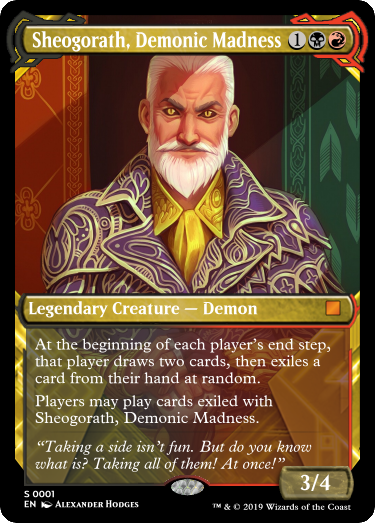 Sheogorath, Demonic Madness 1
Legendary Creature — Demon
At the beginning of each player's end step,
that player draws two cards, then exiles a
card from their hand at random.
Players may play cards exiled with
Sheogorath, Demonic Madness.
“Taking a side isn't fun. But do you know
what is? Taking all of them! At once!”
3/4
S 0001
EN Alexander Hodges
™ & © 2019 Wizards of the Coast